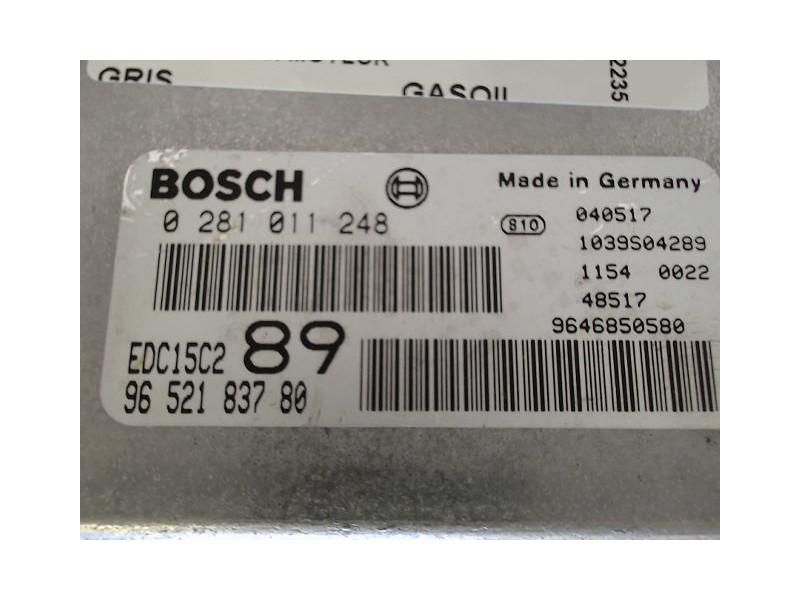 GRIS
GASOIL
2235
BOSCH
Made in Germany
0 281 011 248
S10
040517
1039S04289
1154 0022
48517
9646850580
EDC15C2 89
96 521 837 80